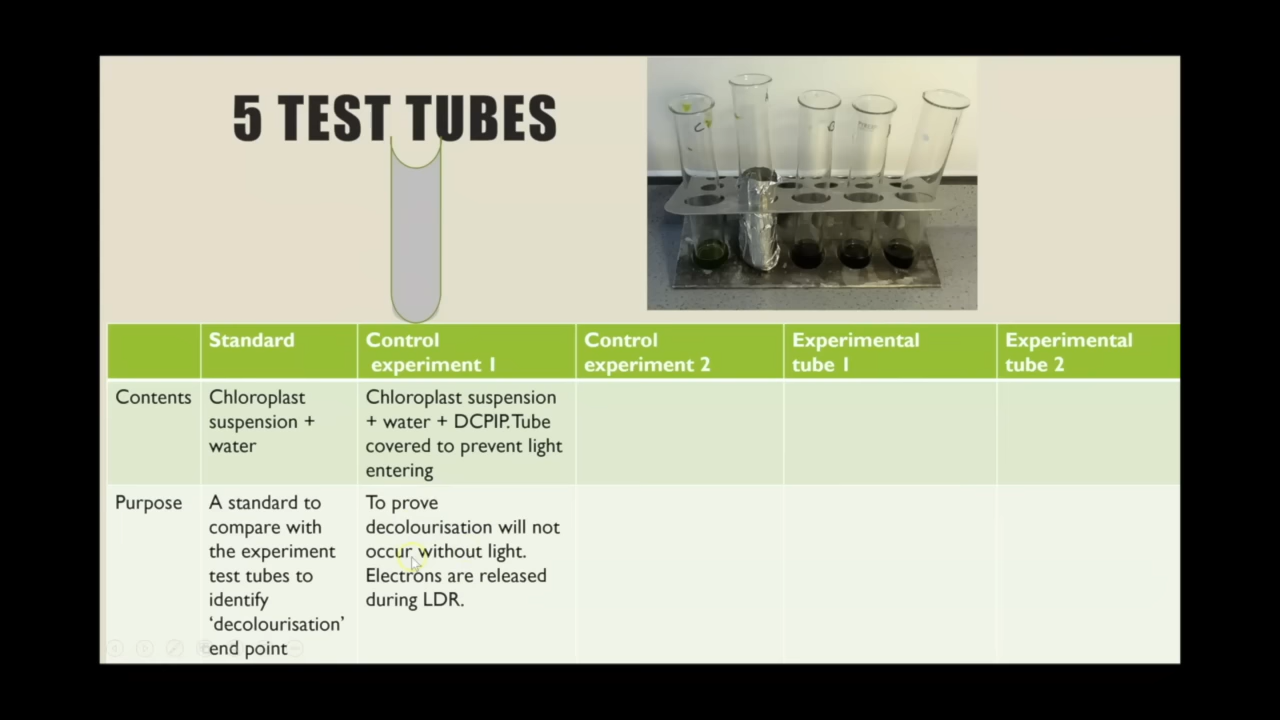 5 TEST TUBES
Standard
Control
experiment 1
Control
experiment 2
Experimental
tube 1
Experimental
tube 2
Contents
Chloroplast
suspension +
water
Chloroplast suspension
+ water + DCPIP. Tube
covered to prevent light
entering
Purpose
A standard to
compare with
the experiment
test tubes to
identify
‘decolourisation’
end point
To prove
decolourisation will not
occur without light.
Electrons are released
during LDR.